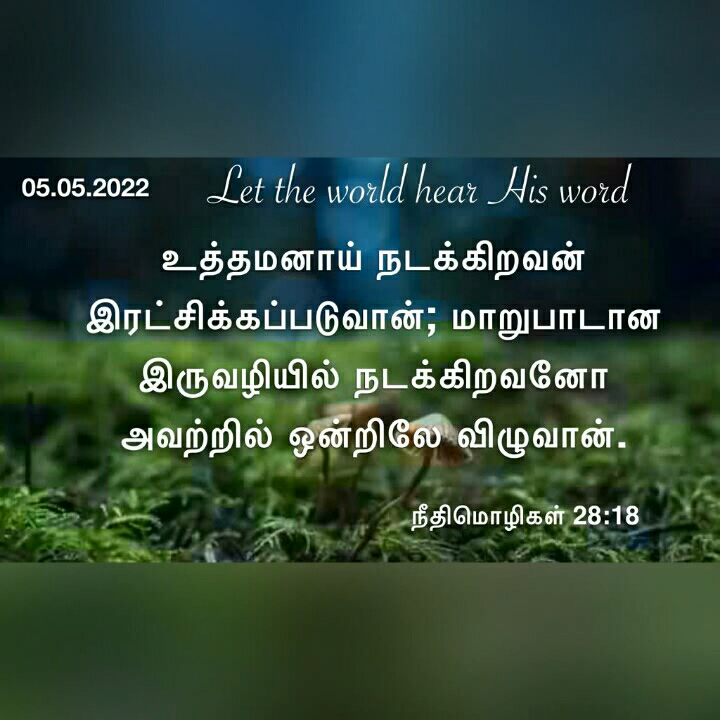 05.05.2022 Let the world hear His word
உத்தமனாய் நடக்கிறவன்
இரட்சிக்கப்படுவான்; மாறுபாடான
இருவழியில் நடக்கிறவனோ
அவற்றில் ஒன்றிலே விழுவான்.
நீதிமொழிகள் 28:18